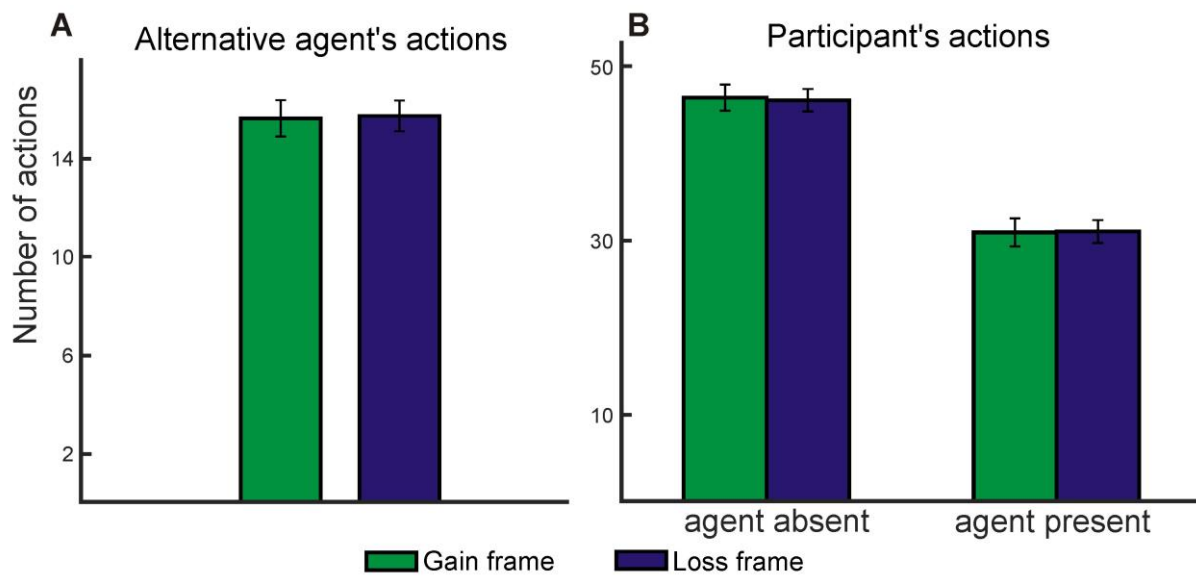 A
Alternative agent's actions
Number of actions
14
10
6
2
B
Participant's actions
50
30
10
agent absent
agent present
Gain frame
Loss frame